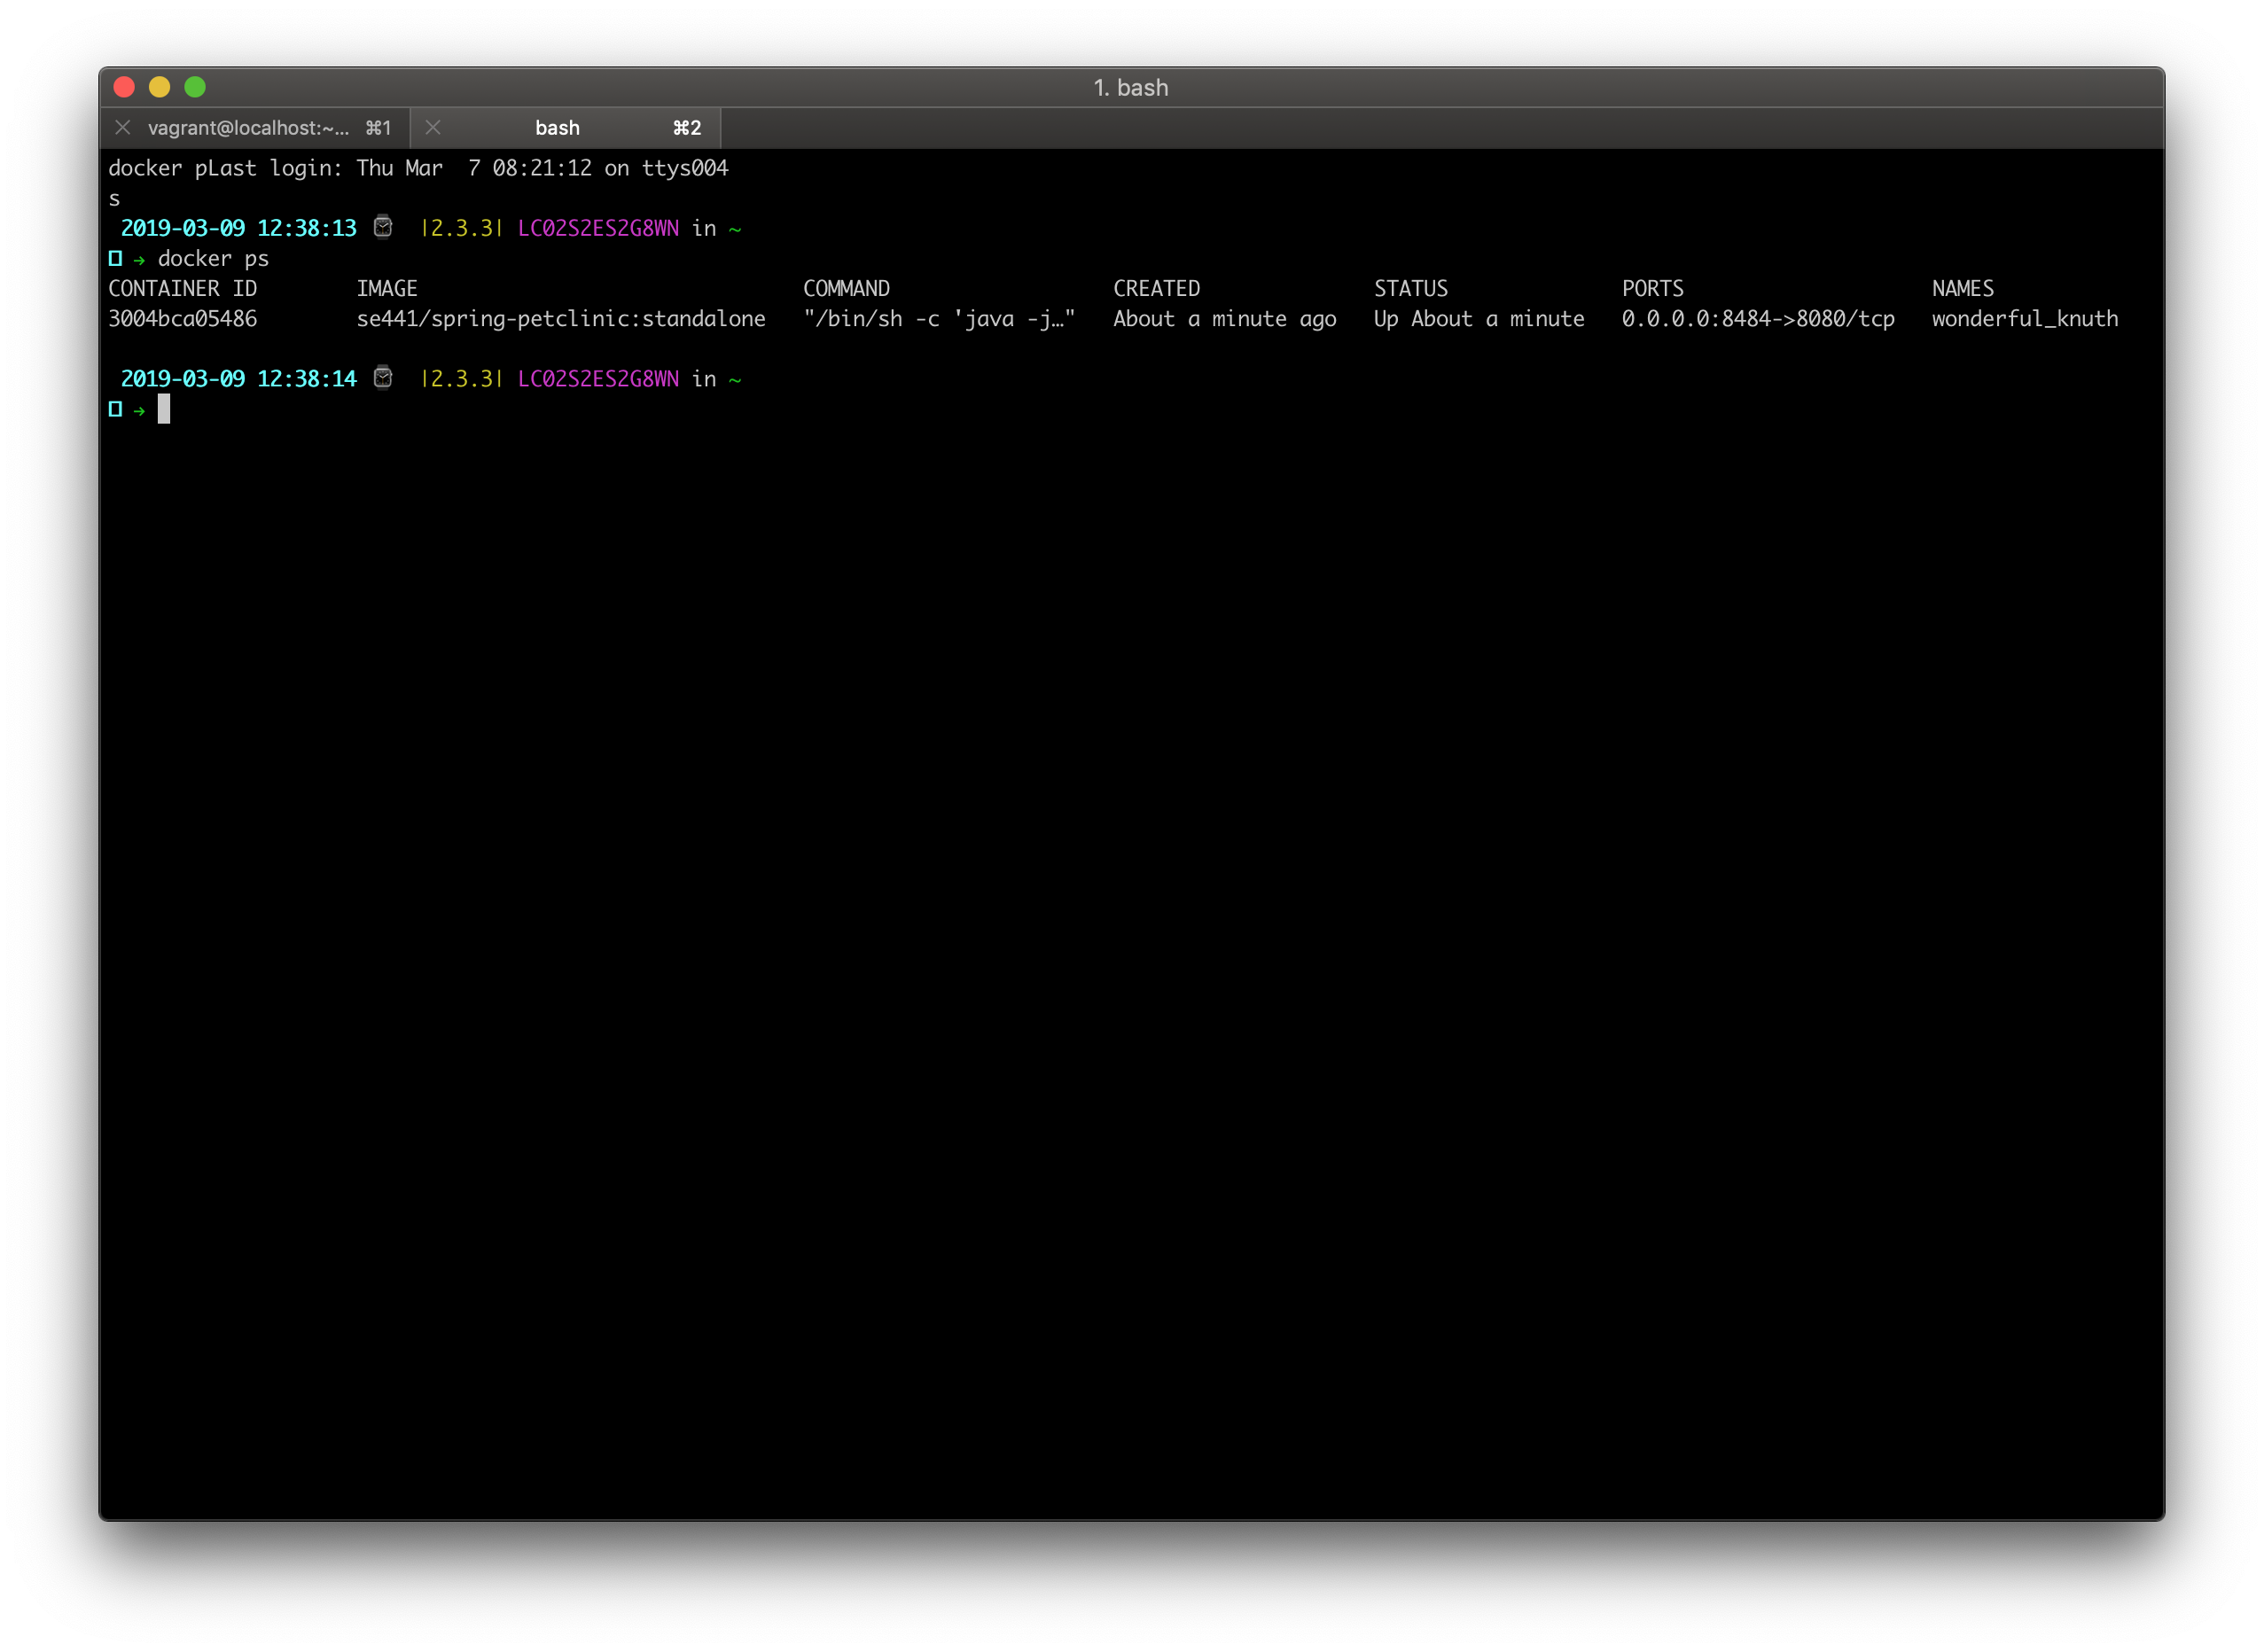 1. bash
vagrant@localhost:~... ⌘1 bash ⌘2
docker pLast login: Thu Mar  7 08:21:12 on ttys004
s
2019-03-09 12:38:13 ⌚ |2.3.3| LC02S2ES2G8WN in ~
→ docker ps
CONTAINER ID IMAGE COMMAND CREATED STATUS PORTS NAMES
3004bca05486 se441/spring-petclinic:standalone "/bin/sh -c 'java -j…" About a minute ago Up About a minute 0.0.0.0:8484->8080/tcp wonderful_knuth
2019-03-09 12:38:14 ⌚ |2.3.3| LC02S2ES2G8WN in ~
→